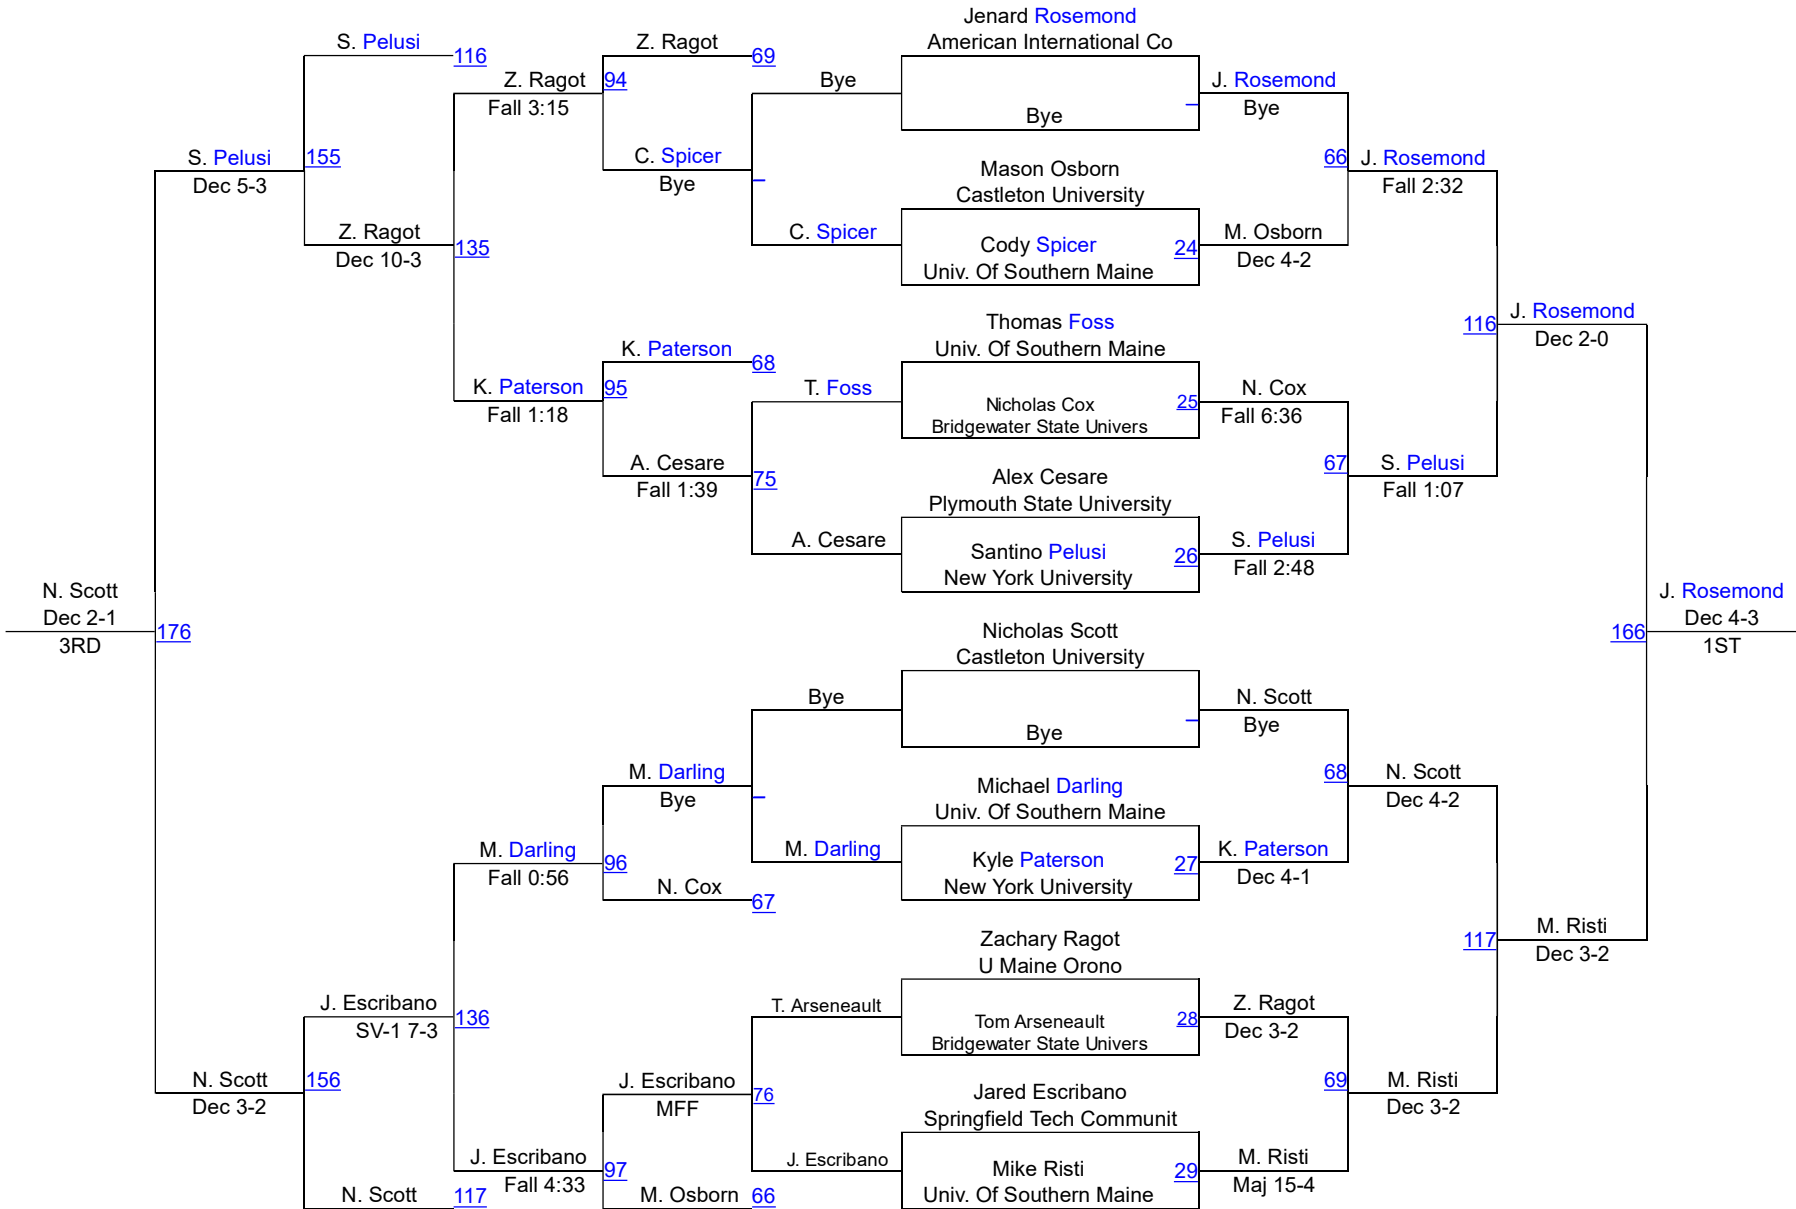 Jenard Rosemond
American International Co
Bye
Mason Osborn
Castleton University
Cody Spicer
Univ. Of Southern Maine
24
Thomas Foss
Univ. Of Southern Maine
Nicholas Cox
Bridgewater State Univers
25
Alex Cesare
Plymouth State University
Santino Pelusi
New York University
26
Nicholas Scott
Castleton University
Bye
Michael Darling
Univ. Of Southern Maine
Kyle Paterson
New York University
27
Zachary Ragot
U Maine Orono
Tom Arseneault
Bridgewater State Univers
28
Jared Escribano
Springfield Tech Communit
Mike Risti
Univ. Of Southern Maine
29
J. Rosemond
Bye
66
M. Osborn
Dec 4-2
N. Cox
Fall 6:36
67
S. Pelusi
Fall 2:48
N. Scott
Bye
68
K. Paterson
Dec 4-1
Z. Ragot
Dec 3-2
69
M. Risti
Maj 15-4
J. Rosemond
Fall 2:32
116
S. Pelusi
Fall 1:07
N. Scott
Dec 4-2
117
M. Risti
Dec 3-2
J. Rosemond
Dec 2-0
166
M. Risti
Dec 3-2
J. Rosemond
Dec 4-3
1ST
Bye
C. Spicer
T. Foss
75
A. Cesare
Bye
M. Darling
T. Arseneault
76
J. Escribano
Z. Ragot
69
94
C. Spicer
Bye
K. Paterson
68
95
A. Cesare
Fall 1:39
M. Darling
Bye
96
N. Cox
67
J. Escribano
MFF
97
M. Osborn
66
Z. Ragot
Fall 3:15
135
K. Paterson
Fall 1:18
M. Darling
Fall 0:56
136
J. Escribano
Fall 4:33
S. Pelusi
116
155
Z. Ragot
Dec 10-3
J. Escribano
SV-1 7-3
156
N. Scott
117
S. Pelusi
Dec 5-3
176
N. Scott
Dec 3-2
N. Scott
Dec 2-1
3RD